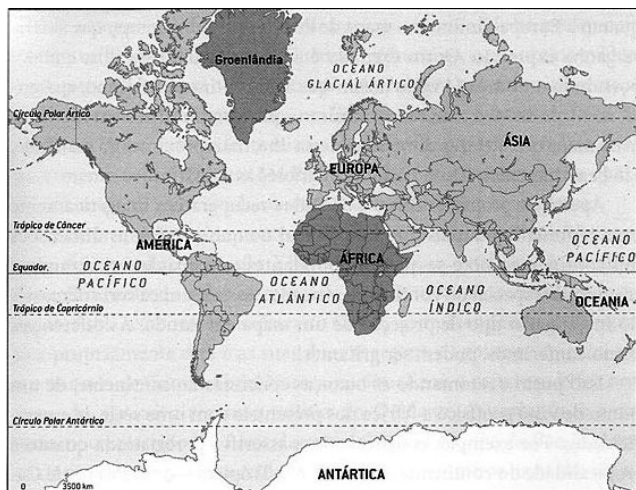 Groenlândia
OCEANO
GLACIAL ÁRTICO
Círculo Polar Ártico
ÁSIA
EUROPA
Trópico de Câncer
AMÉRICA
ÁFRICA
OCEANO
PACÍFICO
Equador
OCEANO
PACÍFICO
OCEANO
ATLÂNTICO
OCEANO
ÍNDICO
OCEANIA
Trópico de Capricórnio
Círculo Polar Antártico
ANTÁRTICA
0 3500 km